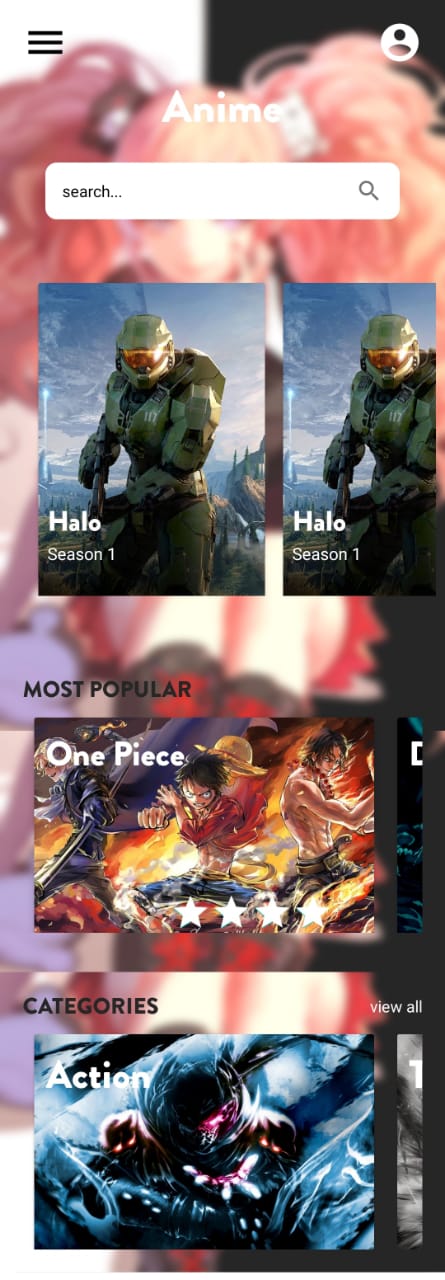 Anime
search...
Halo
Season 1
Halo
Season 1
MOST POPULAR
One Piece
D
CATEGORIES
view all
Action
T